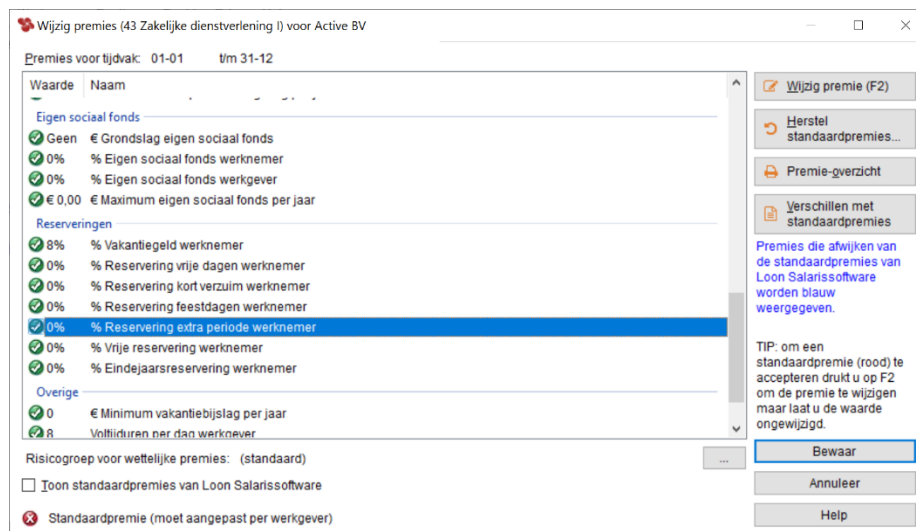 Wijzig premies (43 Zakelijke dienstverlening I) voor Active BV
Premies voor tijdvak: 01-01 t/m 31-12
Waarde Naam
Eigen sociaal fonds
Geen € Grondslag eigen sociaal fonds
0% % Eigen sociaal fonds werknemer
0% % Eigen sociaal fonds werkgever
€ 0,00 € Maximum eigen sociaal fonds per jaar
Reserveringen
8% % Vakantiegeld werknemer
0% % Reservering vrije dagen werknemer
0% % Reservering kort verzuim werknemer
0% % Reservering feestdagen werknemer
0% % Reservering extra periode werknemer
0% % Vrije reservering werknemer
0% % Eindejaarsreservering werknemer
Overige
0 € Minimum vakantiebijslag per jaar
8 Voltijduren per dag werkgever
Risicogroep voor wettelijke premies: (standaard)
...
Toon standaardpremies van Loon Salarissoftware
Standaardpremie (moet aangepast per werkgever)
Wijzig premie (F2)
Herstel
standaardpremies...
Premie-overzicht
Verschillen met
standaardpremies
Premies die afwijken van
de standaardpremies van
Loon Salarissoftware
worden blauw
weergegeven.
TIP: om een
standaardpremie (rood) te
accepteren drukt u op F2
om de premie te wijzigen
maar laat u de waarde
ongewijzigd.
Bewaar
Annuleer
Help